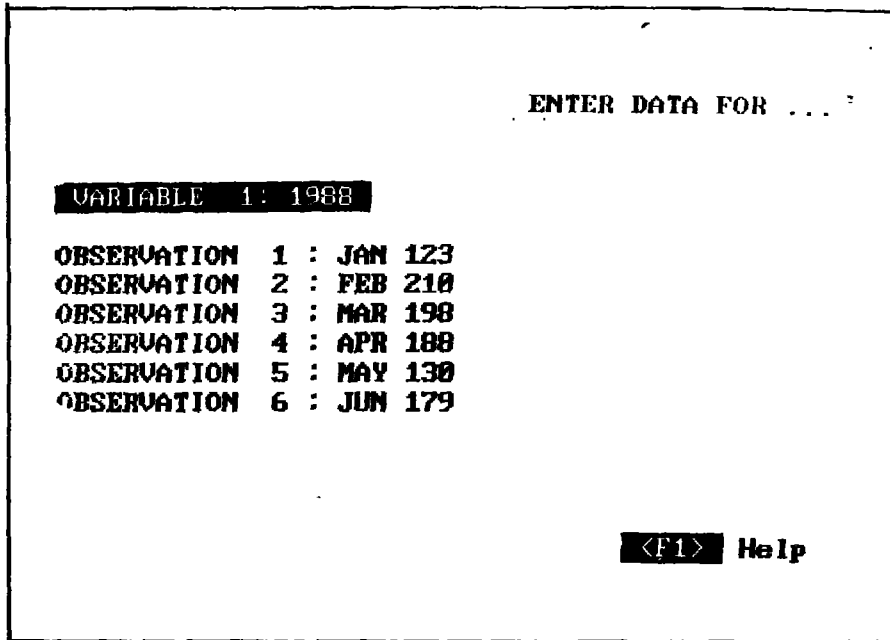 ENTER DATA FOR ...
VARIABLE 1: 1988
OBSERVATION 1 : JAN 123
OBSERVATION 2 : FEB 210
OBSERVATION 3 : MAR 198
OBSERVATION 4 : APR 188
OBSERVATION 5 : MAY 130
OBSERVATION 6 : JUN 179
<F1> Help